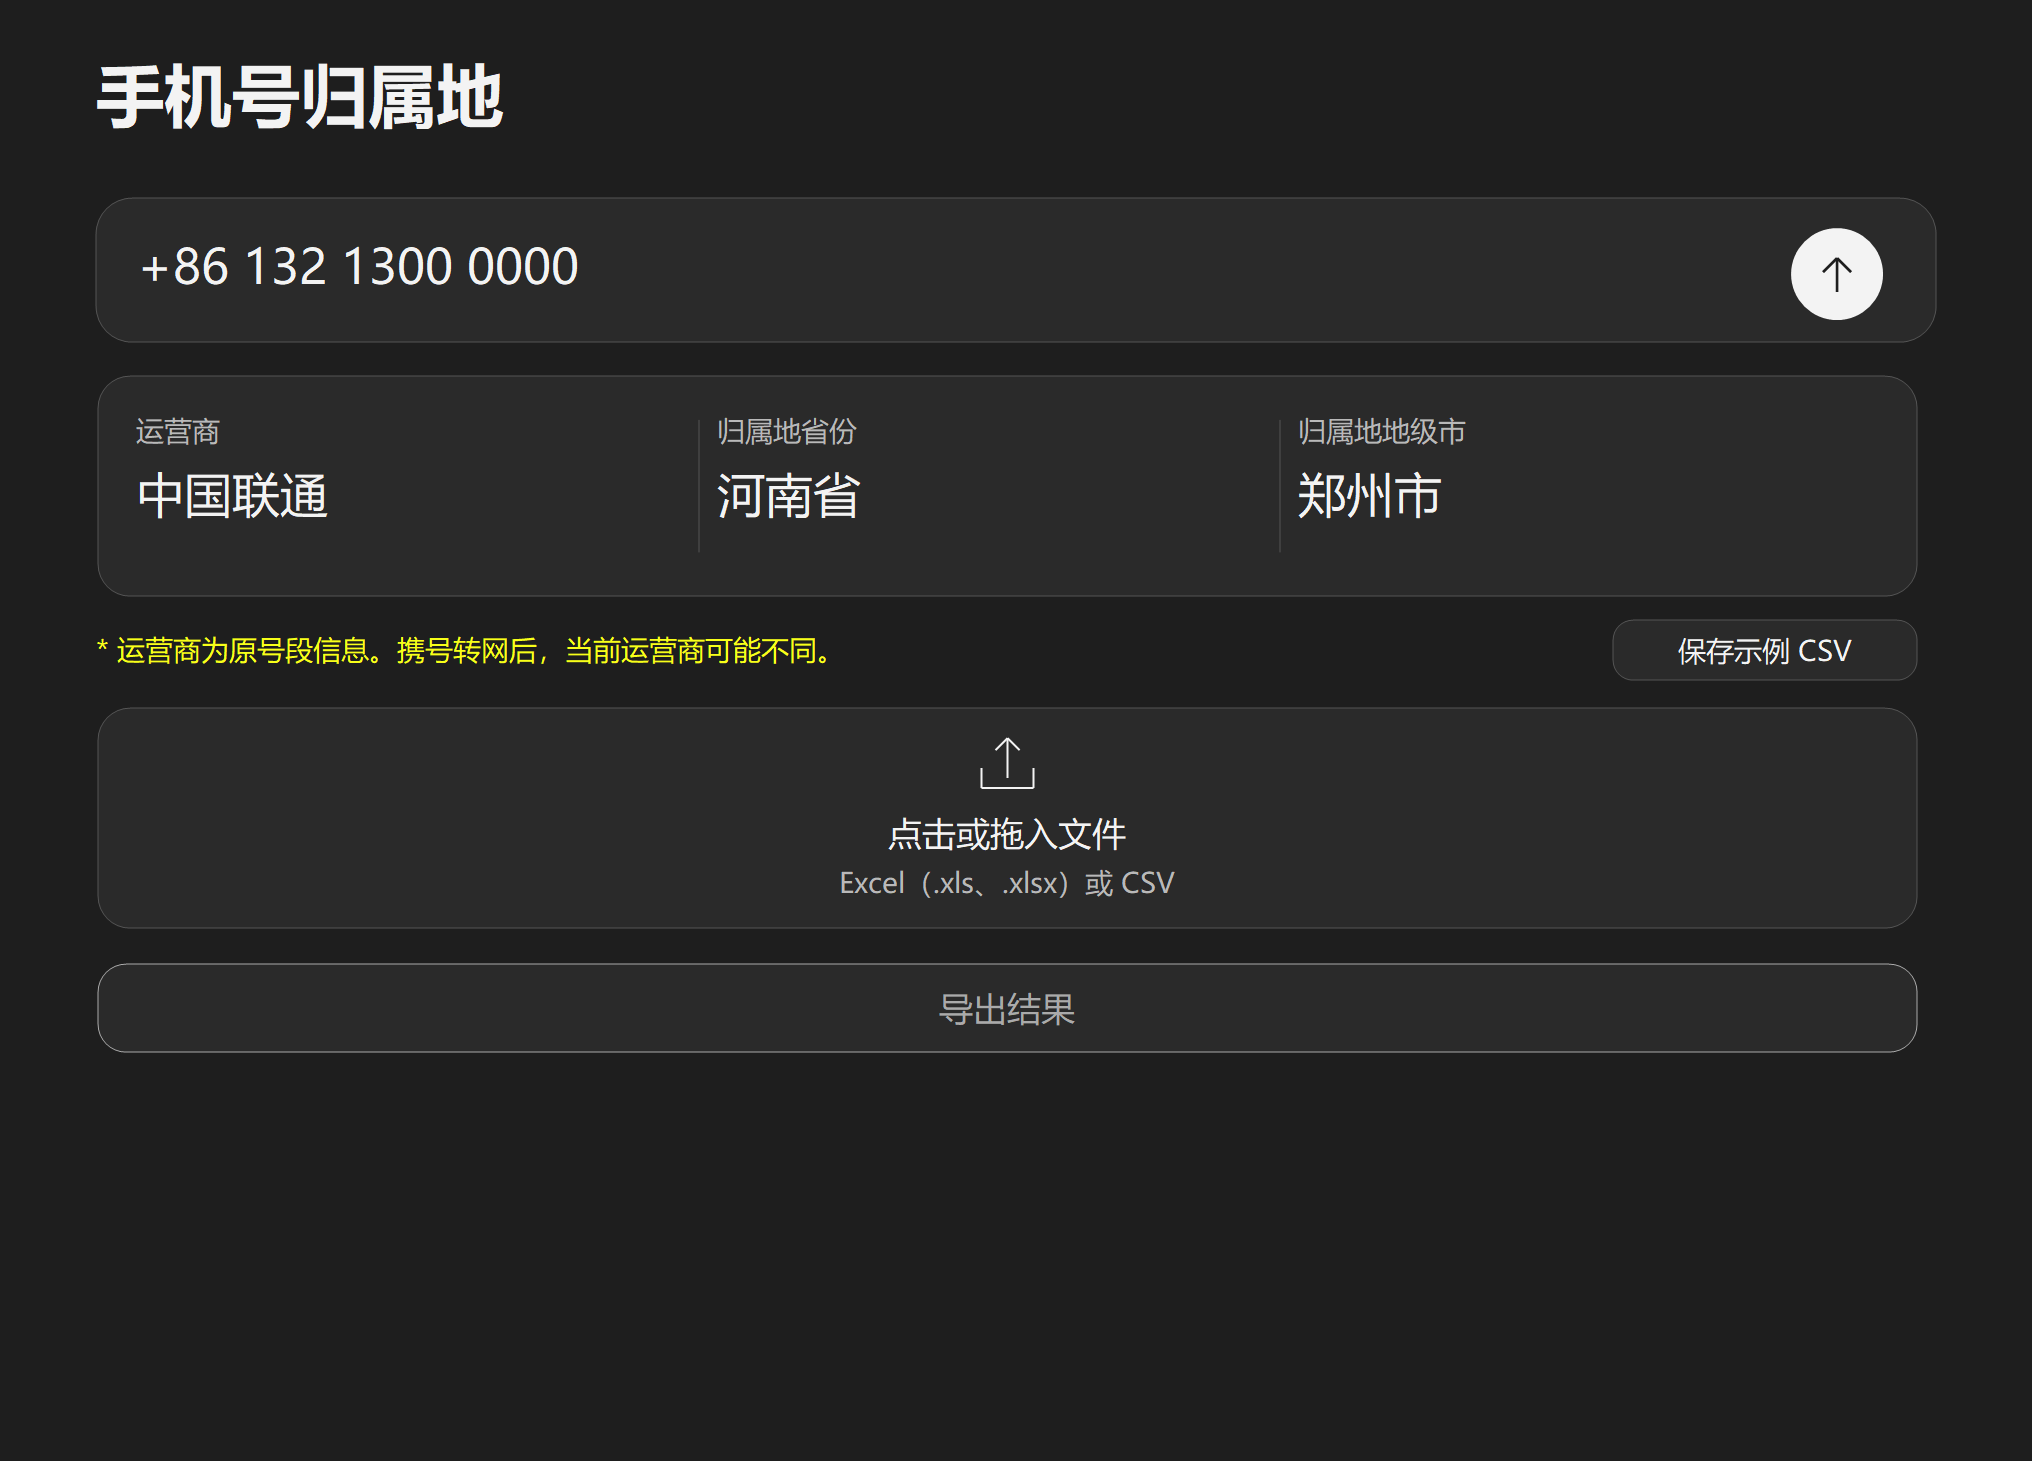 手机号归属地
+86 132 1300 0000
运营商
归属地省份
归属地地级市
中国联通
河南省
郑州市
* 运营商为原号段信息。携号转网后，当前运营商可能不同。
保存示例 CSV
点击或拖入文件
Excel（.xls、.xlsx）或 CSV
导出结果